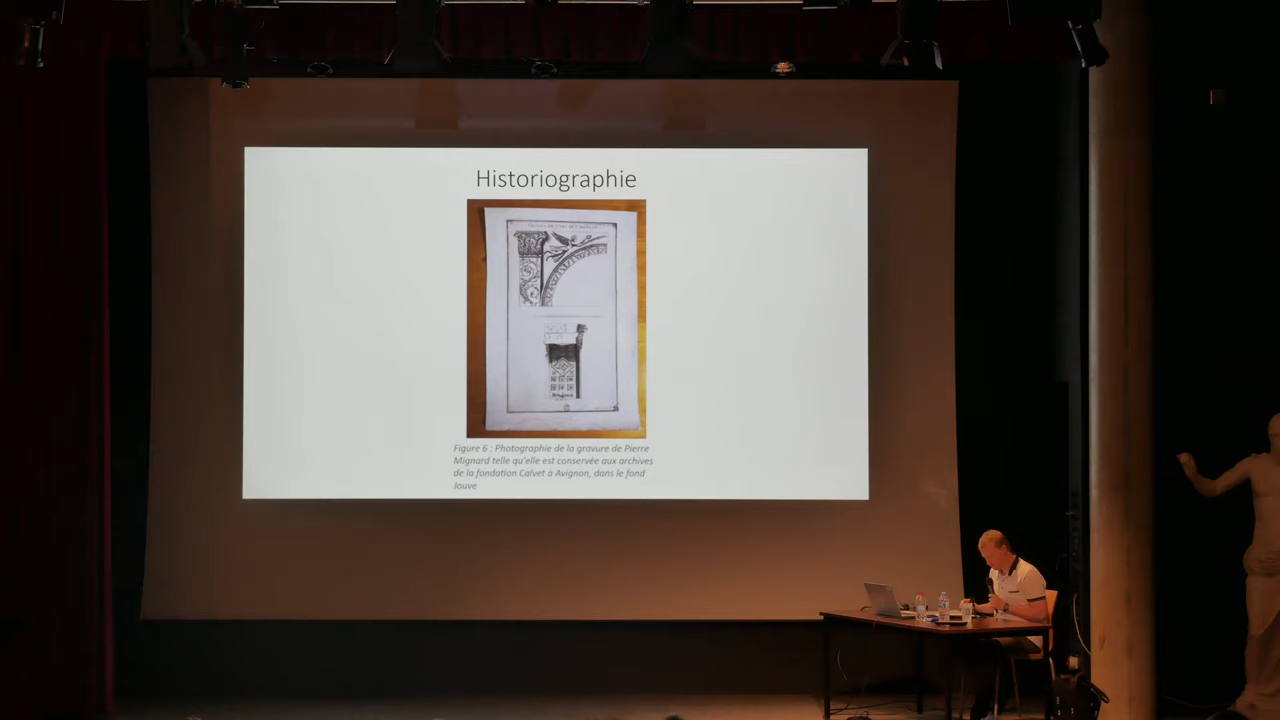 Historiographie
Figure 6 : Photographie de la gravure de Pierre
Mignard telle qu'elle est conservée aux archives
de la fondation Calvet à Avignon, dans le fond
Jouve